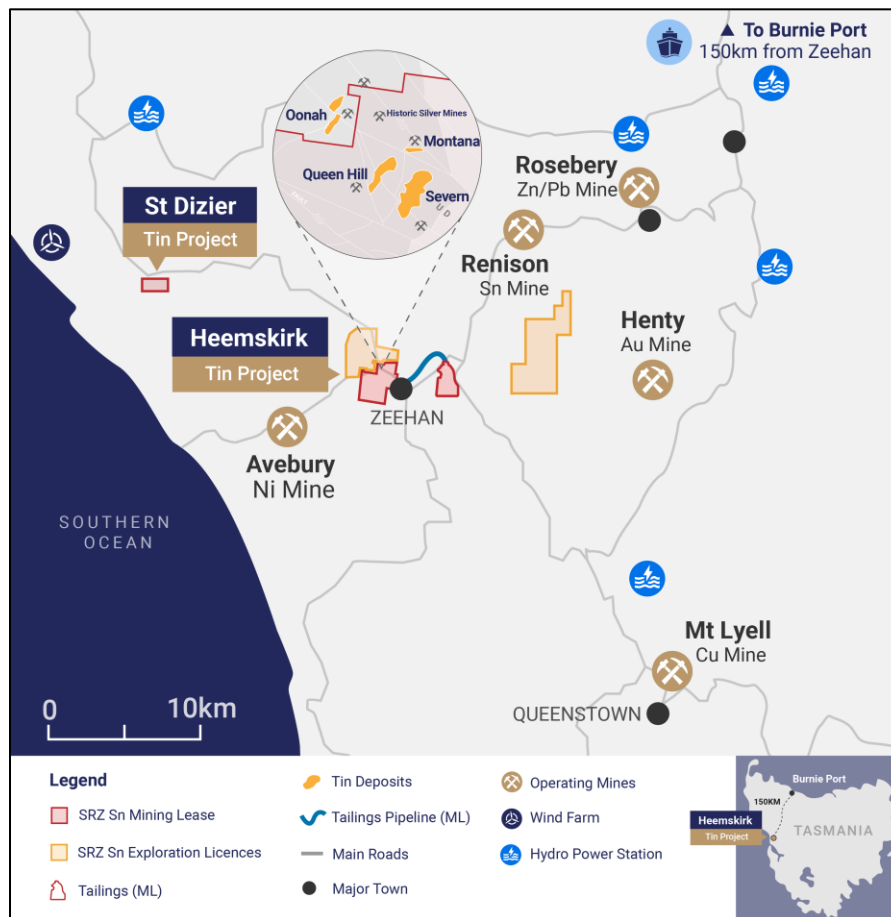 ▲ To Burnie Port
150km from Zeehan
Oonah
Historic Silver Mines
Montana
Queen Hill
Severn
Rosebery
Zn/Pb Mine
St Dizier
Tin Project
Renison
Sn Mine
Henty
Au Mine
Heemskirk
Tin Project
ZEEHAN
Avebury
Ni Mine
SOUTHERN
OCEAN
Mt Lyell
Cu Mine
0 10km
QUEENSTOWN
Legend
SRZ Sn Mining Lease
SRZ Sn Exploration Licences
Tailings (ML)
Tin Deposits
Tailings Pipeline (ML)
Main Roads
Major Town
Operating Mines
Wind Farm
Hydro Power Station
Burnie Port
150KM
Heemskirk
Tin Project
TASMANIA